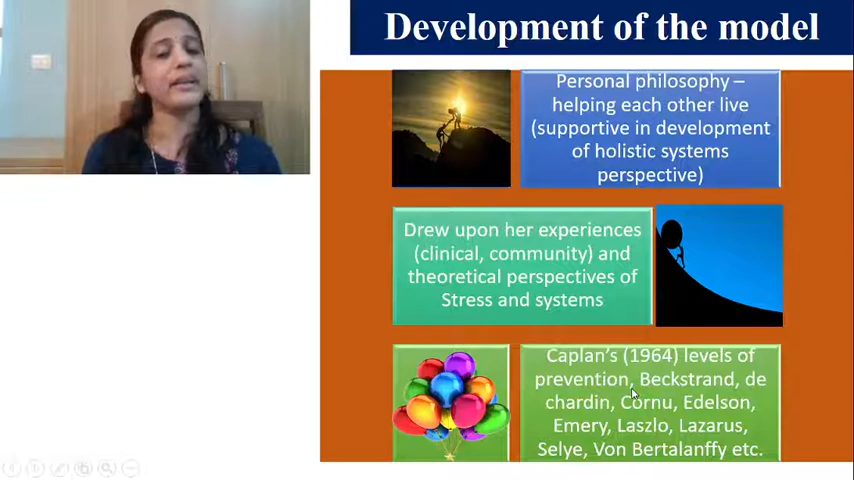 Development of the model
Personal philosophy –
helping each other live
(supportive in development
of holistic systems
perspective)
Drew upon her experiences
(clinical, community) and
theoretical perspectives of
Stress and systems
Caplan's (1964) levels of
prevention, Beckstrand, de
chardin, Cornu, Edelson,
Emery, Laszlo, Lazarus,
Selye, Von Bertalanffy etc.